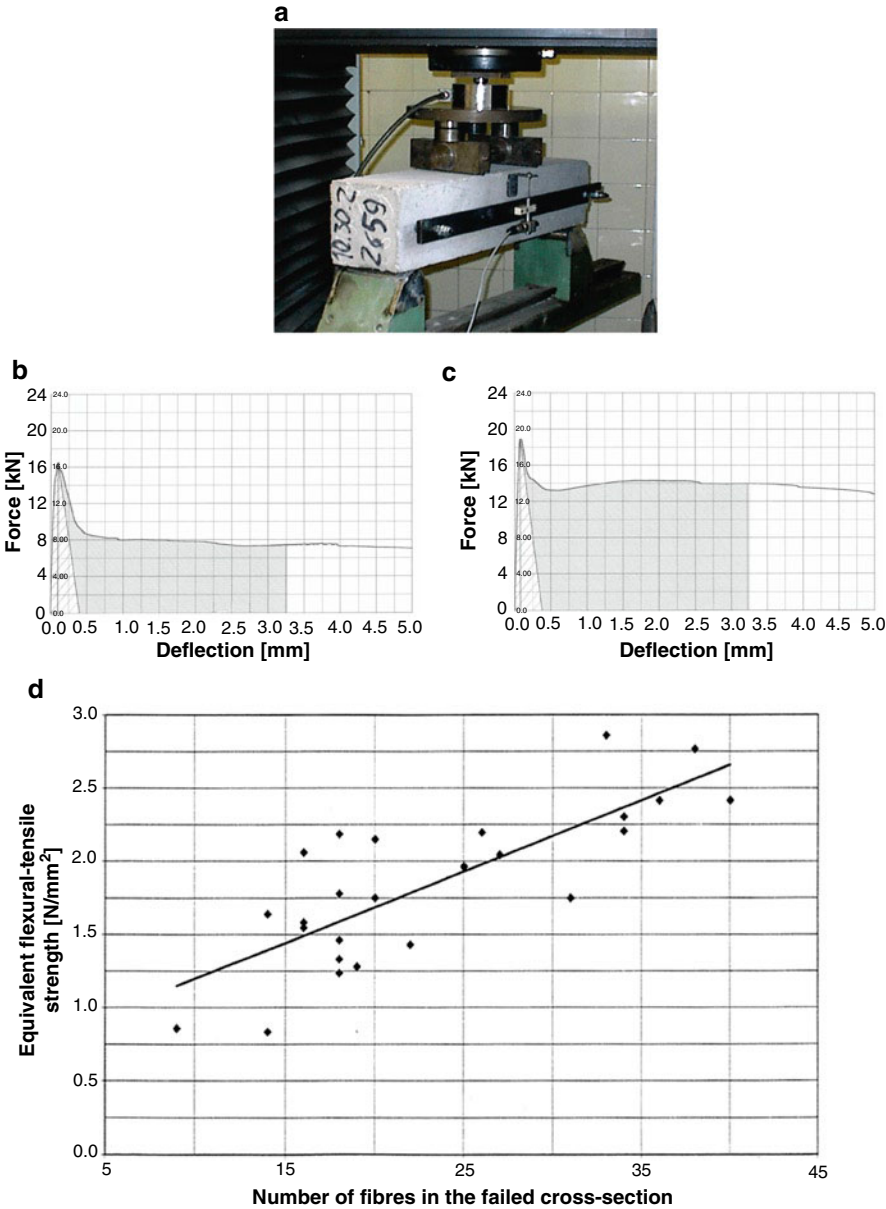 a
10.30.2
2659
b
24
20
16
12
8
4
0
24.0
20.0
16.0
12.0
8.00
4.00
0.0
Force [kN]
0.0 0.5 1.0 1.5 2.0 2.5 3.0 3.5 4.0 4.5 5.0
Deflection [mm]
c
24
20
16
12
8
4
0
24.0
20.0
16.0
12.0
8.00
4.00
0.0
Force [kN]
0.0 0.5 1.0 1.5 2.0 2.5 3.0 3.5 4.0 4.5 5.0
Deflection [mm]
d
3.0
2.5
2.0
1.5
1.0
0.5
0.0
Equivalent flexural-tensile
strength [N/mm²]
5 15 25 35 45
Number of fibres in the failed cross-section